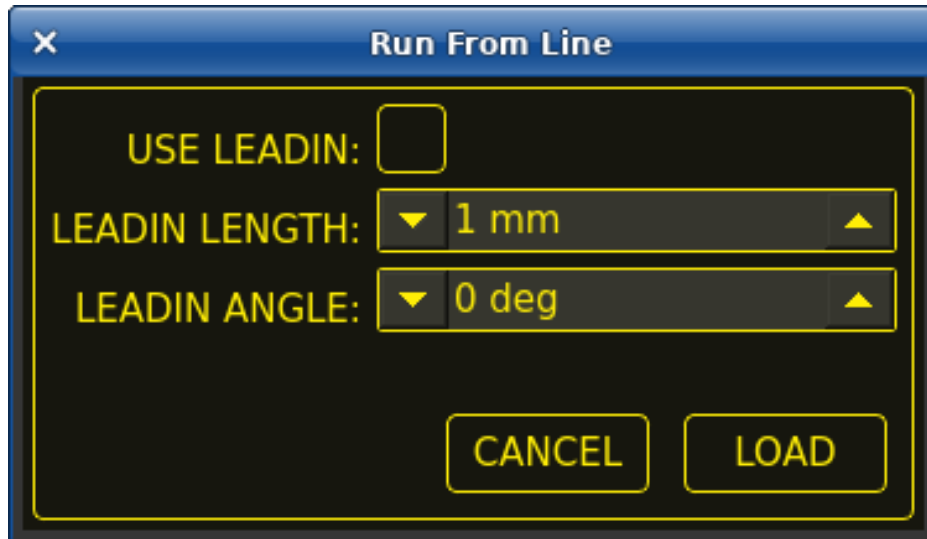 Run From Line
USE LEADIN:
LEADIN LENGTH: 1 mm
LEADIN ANGLE: 0 deg
CANCEL LOAD